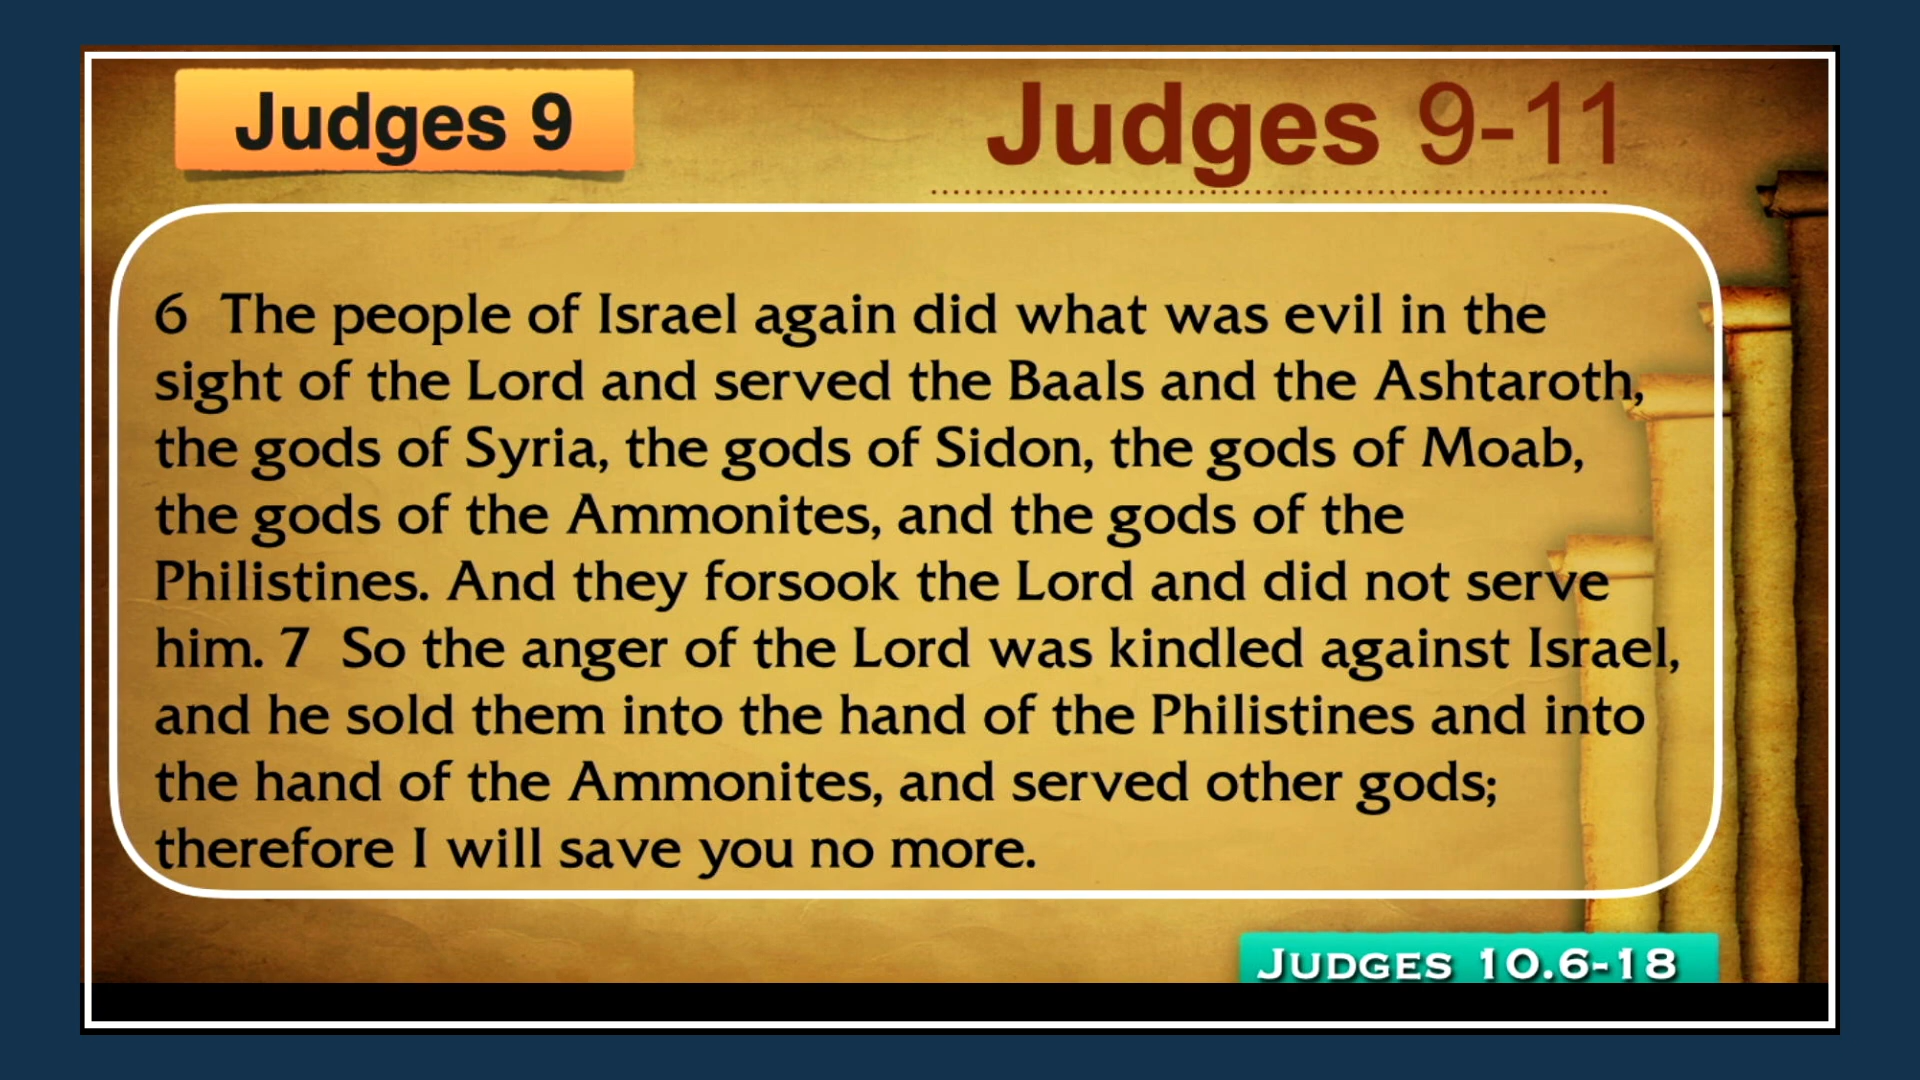 Judges 9
Judges 9-11
6 The people of Israel again did what was evil in the
sight of the Lord and served the Baals and the Ashtaroth,
the gods of Syria, the gods of Sidon, the gods of Moab,
the gods of the Ammonites, and the gods of the
Philistines. And they forsook the Lord and did not serve
him. 7 So the anger of the Lord was kindled against Israel,
and he sold them into the hand of the Philistines and into
the hand of the Ammonites, and served other gods;
therefore I will save you no more.
JUDGES 10.6-18